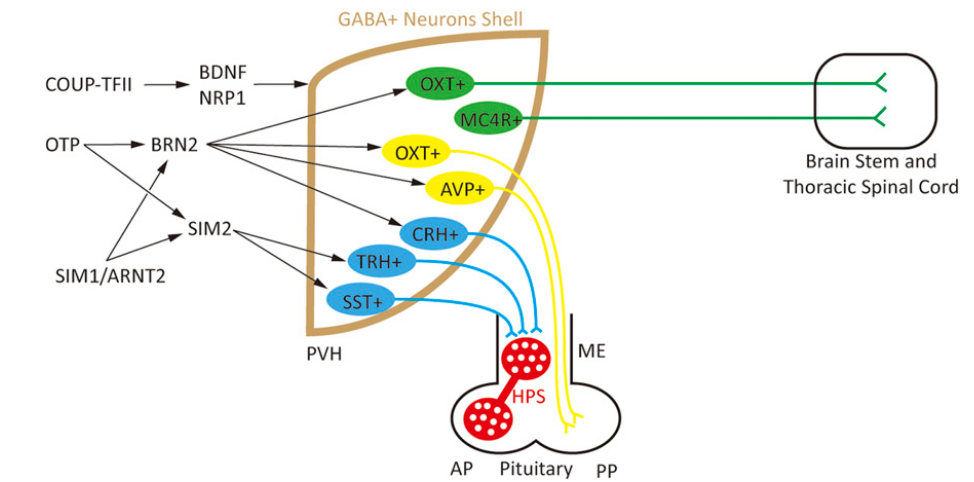 GABA+ Neurons Shell
COUP-TFII
BDNF
NRP1
OXT+
MC4R+
OTP
BRN2
OXT+
AVP+
Brain Stem and
Thoracic Spinal Cord
SIM2
CRH+
SIM1/ARNT2
TRH+
SST+
PVH
ME
HPS
AP
Pituitary
PP